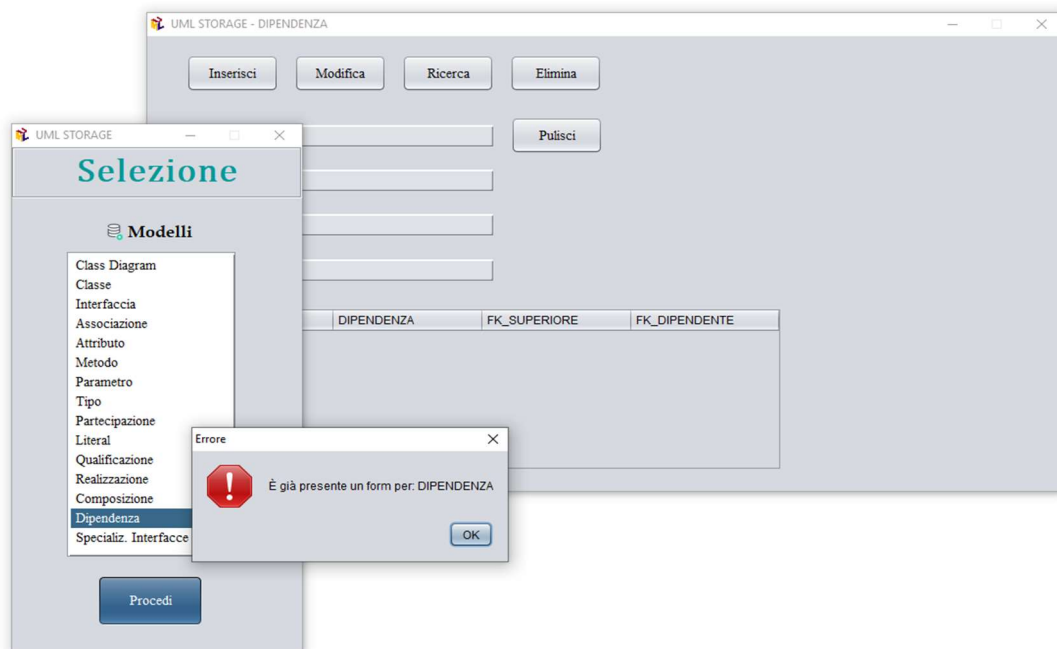 UML STORAGE - DIPENDENZA
Inserisci
Modifica
Ricerca
Elimina
Pulisci
UML STORAGE
Selezione
Modelli
Class Diagram
Classe
Interfaccia
Associazione
Attributo
Metodo
Parametro
Tipo
Partecipazione
Literal
Qualificazione
Realizzazione
Composizione
Dipendenza
Specializ. Interfacce
Procedi
DIPENDENZA
FK_SUPERIORE
FK_DIPENDENTE
Errore
È già presente un form per: DIPENDENZA
OK